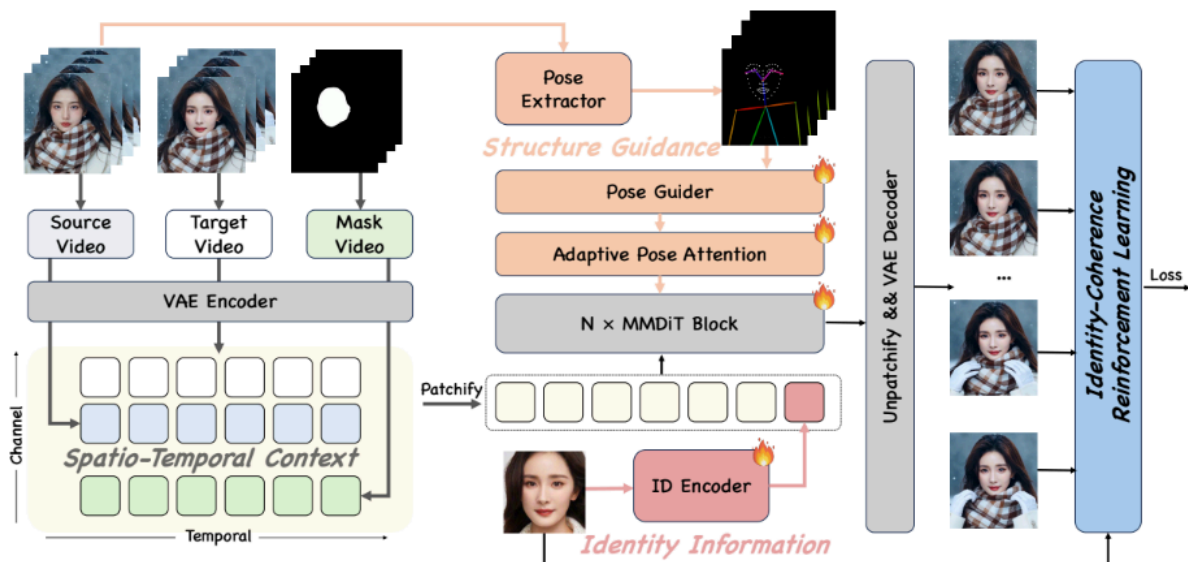 Pose
Extractor
Structure Guidance
Source
Video
Target
Video
Mask
Video
VAE Encoder
Pose Guider
Adaptive Pose Attention
N × MMDiT Block
Channel
Spatio-Temporal Context
Temporal
Patchify
ID Encoder
Identity Information
Unpatchify && VAE Decoder
...
Identity-Coherence
Reinforcement Learning
Loss